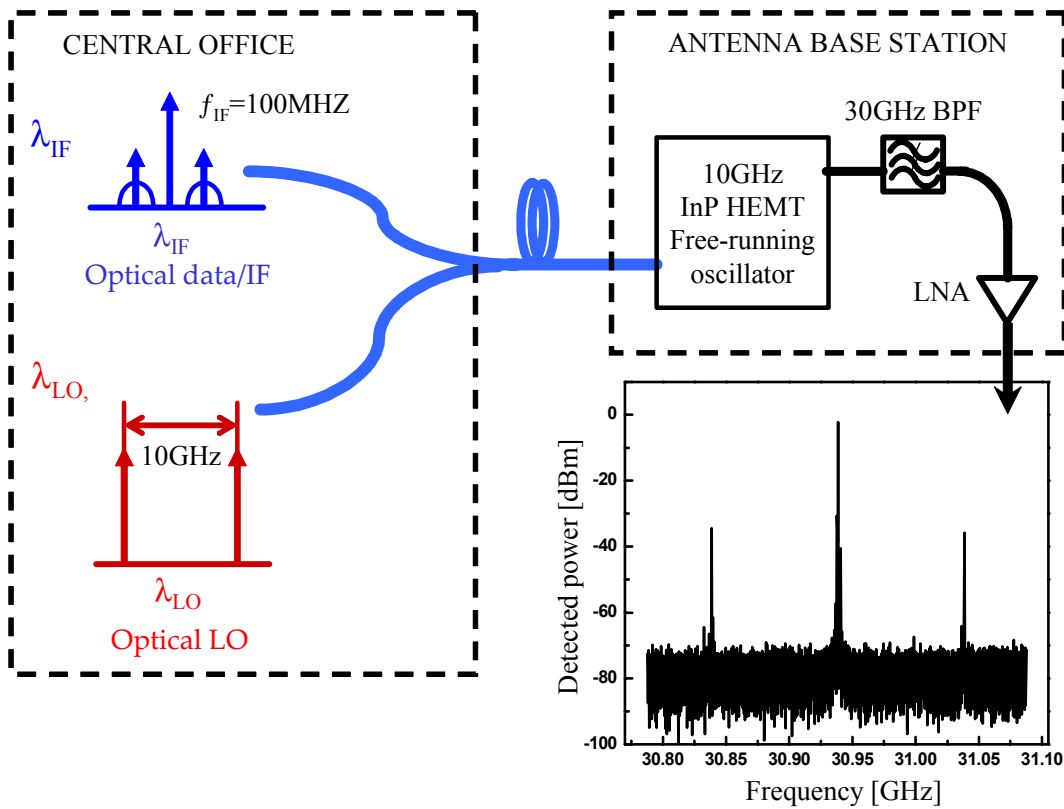 CENTRAL OFFICE
λIF
fIF=100MHZ
λIF
Optical data/IF
λLO,
10GHz
λLO
Optical LO
ANTENNA BASE STATION
30GHz BPF
10GHz
InP HEMT
Free-running
oscillator
LNA
Detected power [dBm]
0
-20
-40
-60
-80
-100
30.80 30.85 30.90 30.95 31.00 31.05 31.10
Frequency [GHz]